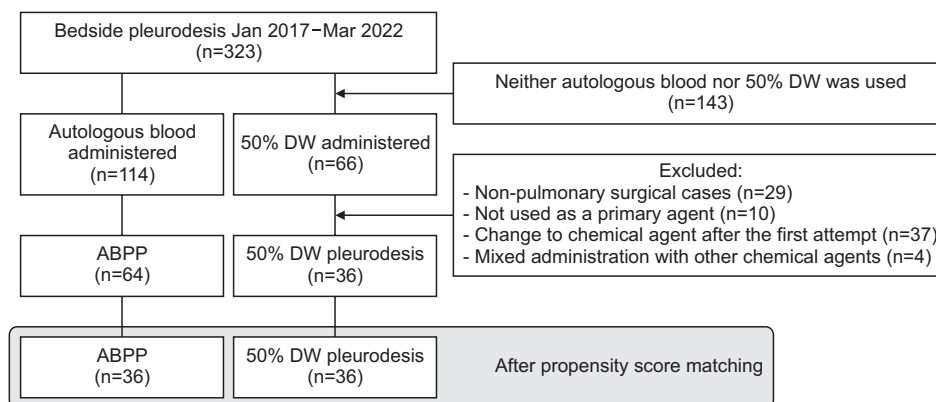 Bedside pleurodesis Jan 2017−Mar 2022
(n=323)
Neither autologous blood nor 50% DW was used
(n=143)
Autologous blood
administered
(n=114)
50% DW administered
(n=66)
Excluded:
- Non-pulmonary surgical cases (n=29)
- Not used as a primary agent (n=10)
- Change to chemical agent after the first attempt (n=37)
- Mixed administration with other chemical agents (n=4)
ABPP
(n=64)
50% DW pleurodesis
(n=36)
ABPP
(n=36)
50% DW pleurodesis
(n=36)
After propensity score matching